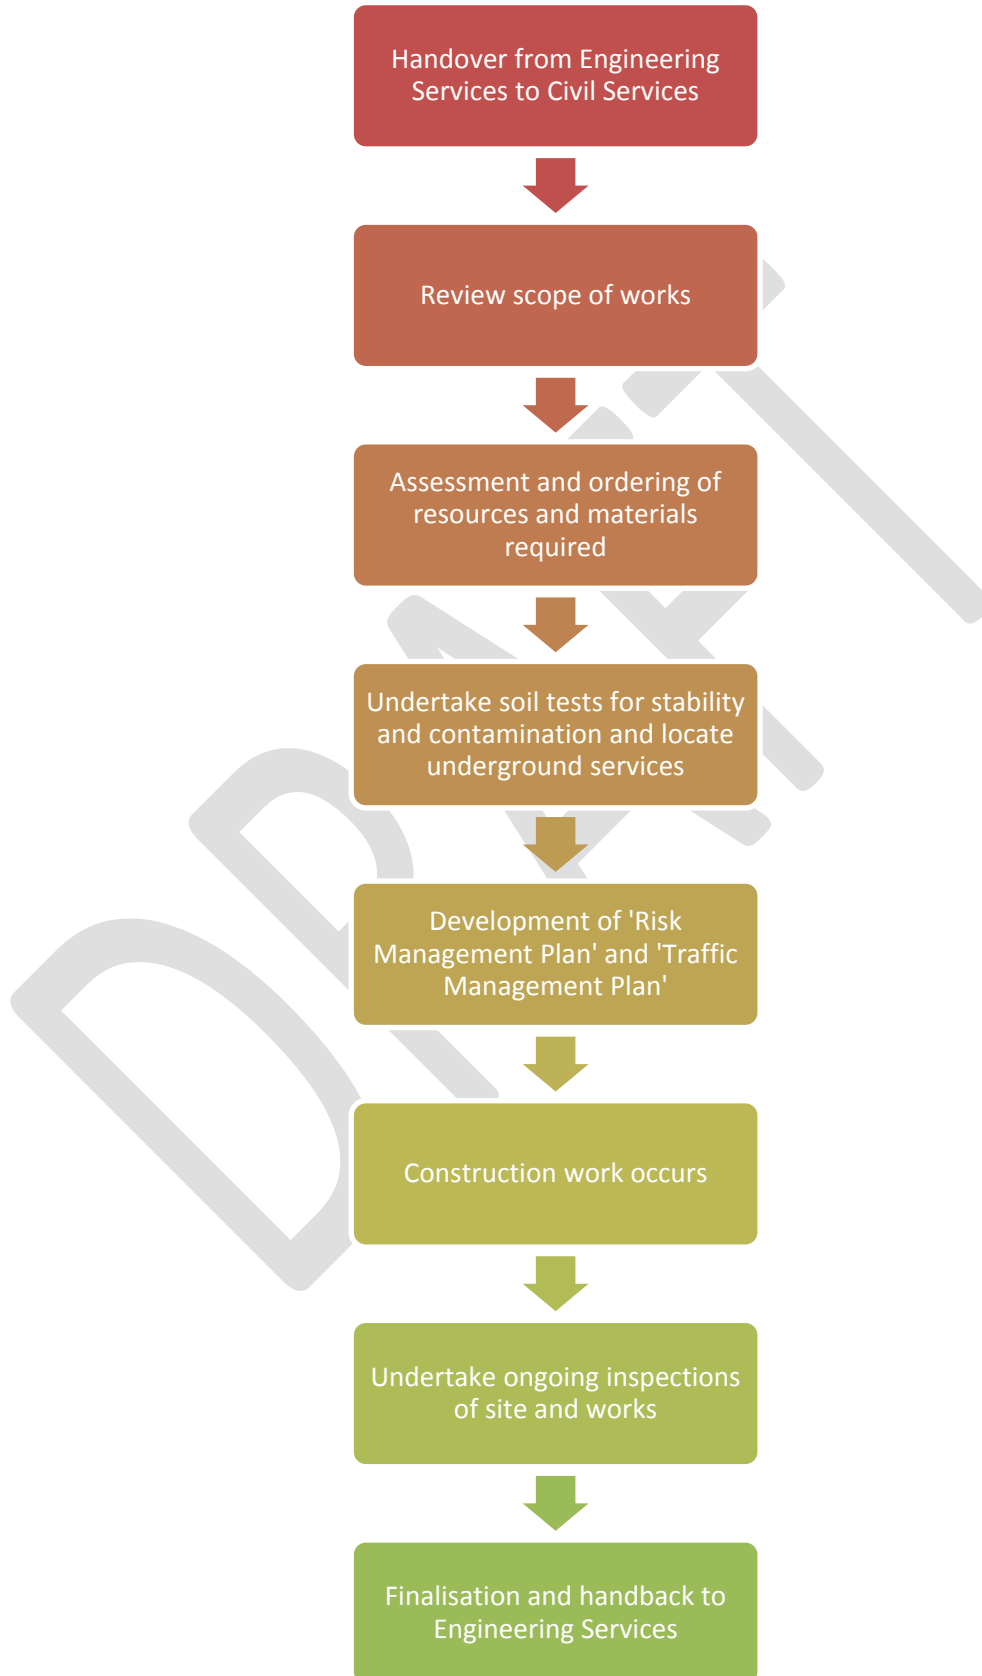 Handover from Engineering
Services to Civil Services
Review scope of works
Assessment and ordering of
resources and materials
required
Undertake soil tests for stability
and contamination and locate
underground services
Development of 'Risk
Management Plan' and 'Traffic
Management Plan'
Construction work occurs
Undertake ongoing inspections
of site and works
Finalisation and handback to
Engineering Services
DRAFT